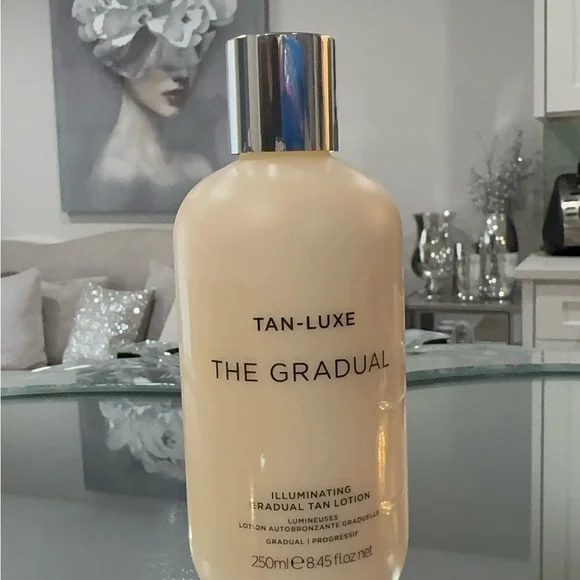 TAN-LUXE
THE GRADUAL
ILLUMINATING
GRADUAL TAN LOTION
LUMINEUSES
LOTION AUTOBRONZANTE GRADUELLE
GRADUAL | PROGRESSIF
250ml e 8.45 fl.oz net